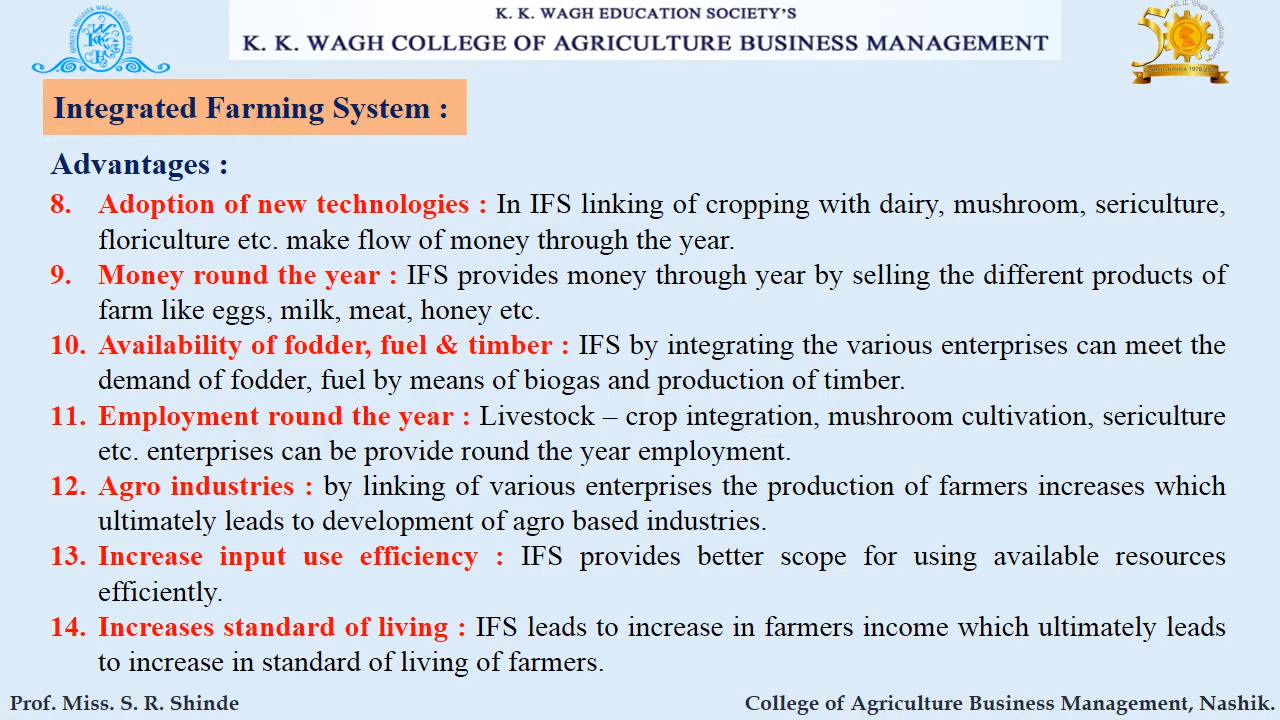 K. K. WAGH EDUCATION SOCIETY'S
K. K. WAGH COLLEGE OF AGRICULTURE BUSINESS MANAGEMENT
Integrated Farming System :
Advantages :
8. Adoption of new technologies : In IFS linking of cropping with dairy, mushroom, sericulture,
floriculture etc. make flow of money through the year.
9. Money round the year : IFS provides money through year by selling the different products of
farm like eggs, milk, meat, honey etc.
10. Availability of fodder, fuel & timber : IFS by integrating the various enterprises can meet the
demand of fodder, fuel by means of biogas and production of timber.
11. Employment round the year : Livestock – crop integration, mushroom cultivation, sericulture
etc. enterprises can be provide round the year employment.
12. Agro industries : by linking of various enterprises the production of farmers increases which
ultimately leads to development of agro based industries.
13. Increase input use efficiency : IFS provides better scope for using available resources
efficiently.
14. Increases standard of living : IFS leads to increase in farmers income which ultimately leads
to increase in standard of living of farmers.
Prof. Miss. S. R. Shinde
College of Agriculture Business Management, Nashik.